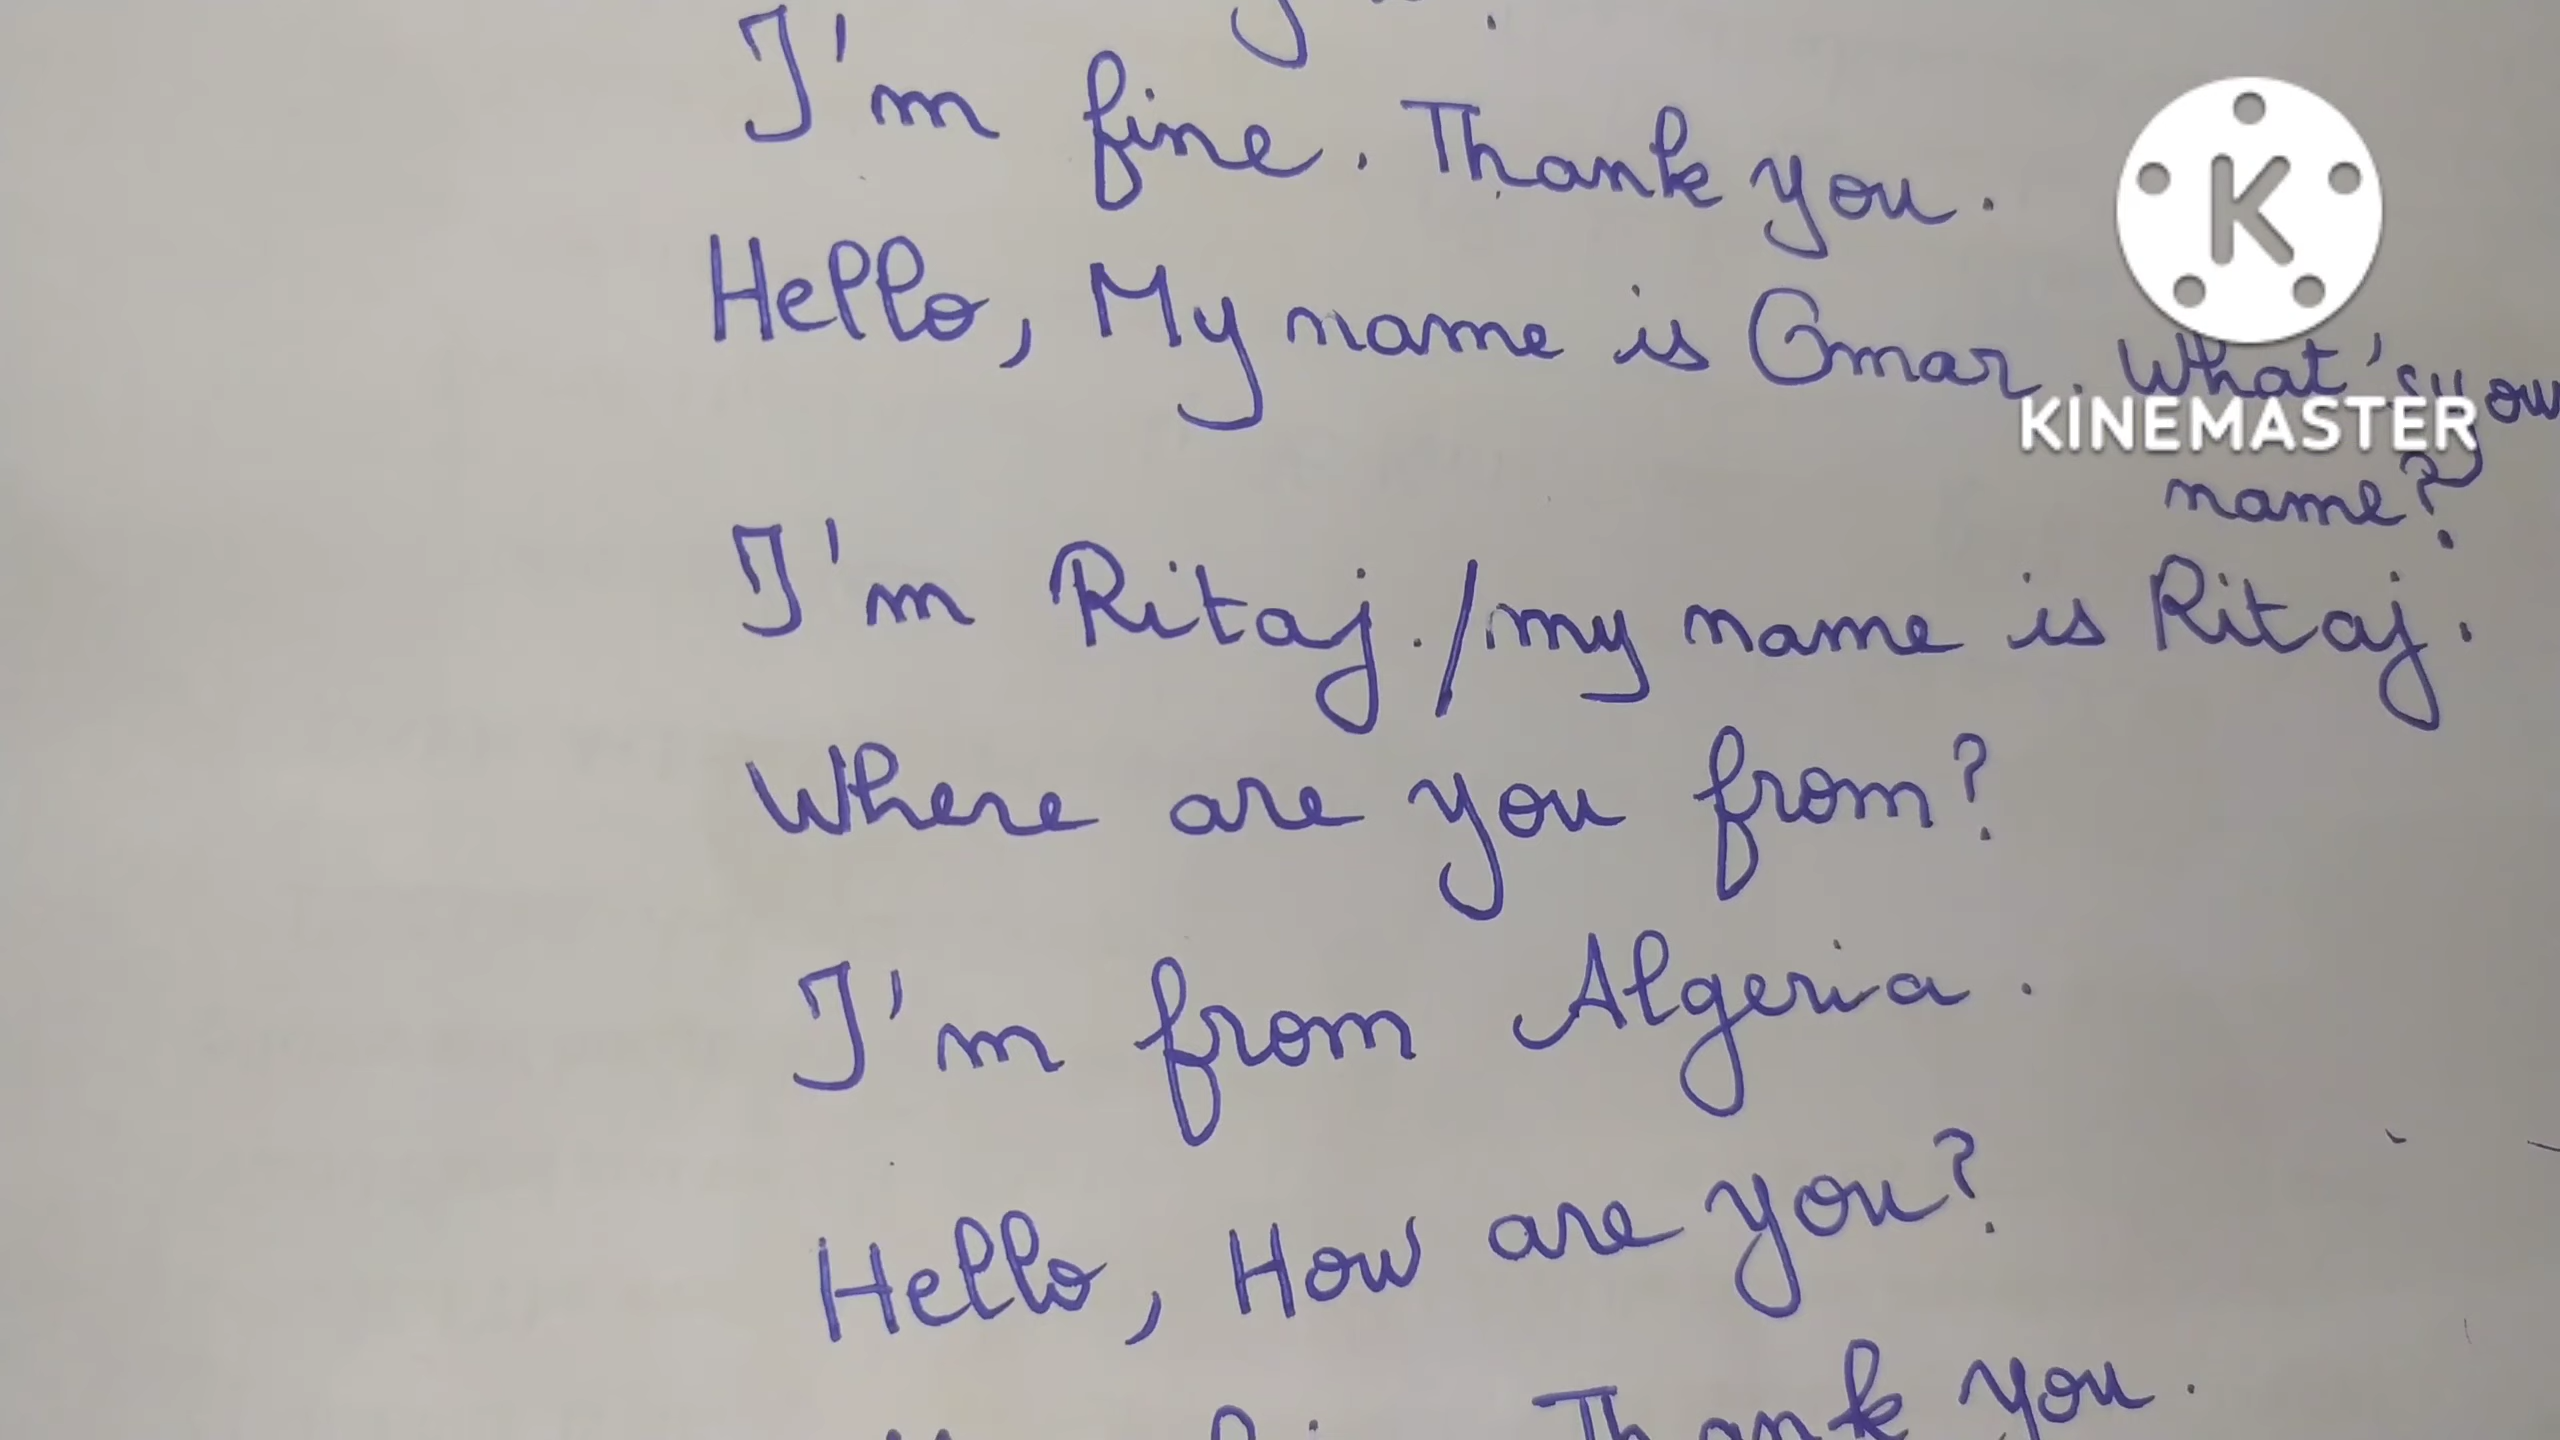 I'm fine. Thank you.
Hello, My name is Omar. What's your
K
KINEMASTER
name?
I'm Ritaj. / my name is Ritaj.
Where are you from?
I'm from Algeria.
Hello, How are you?
Thank you.